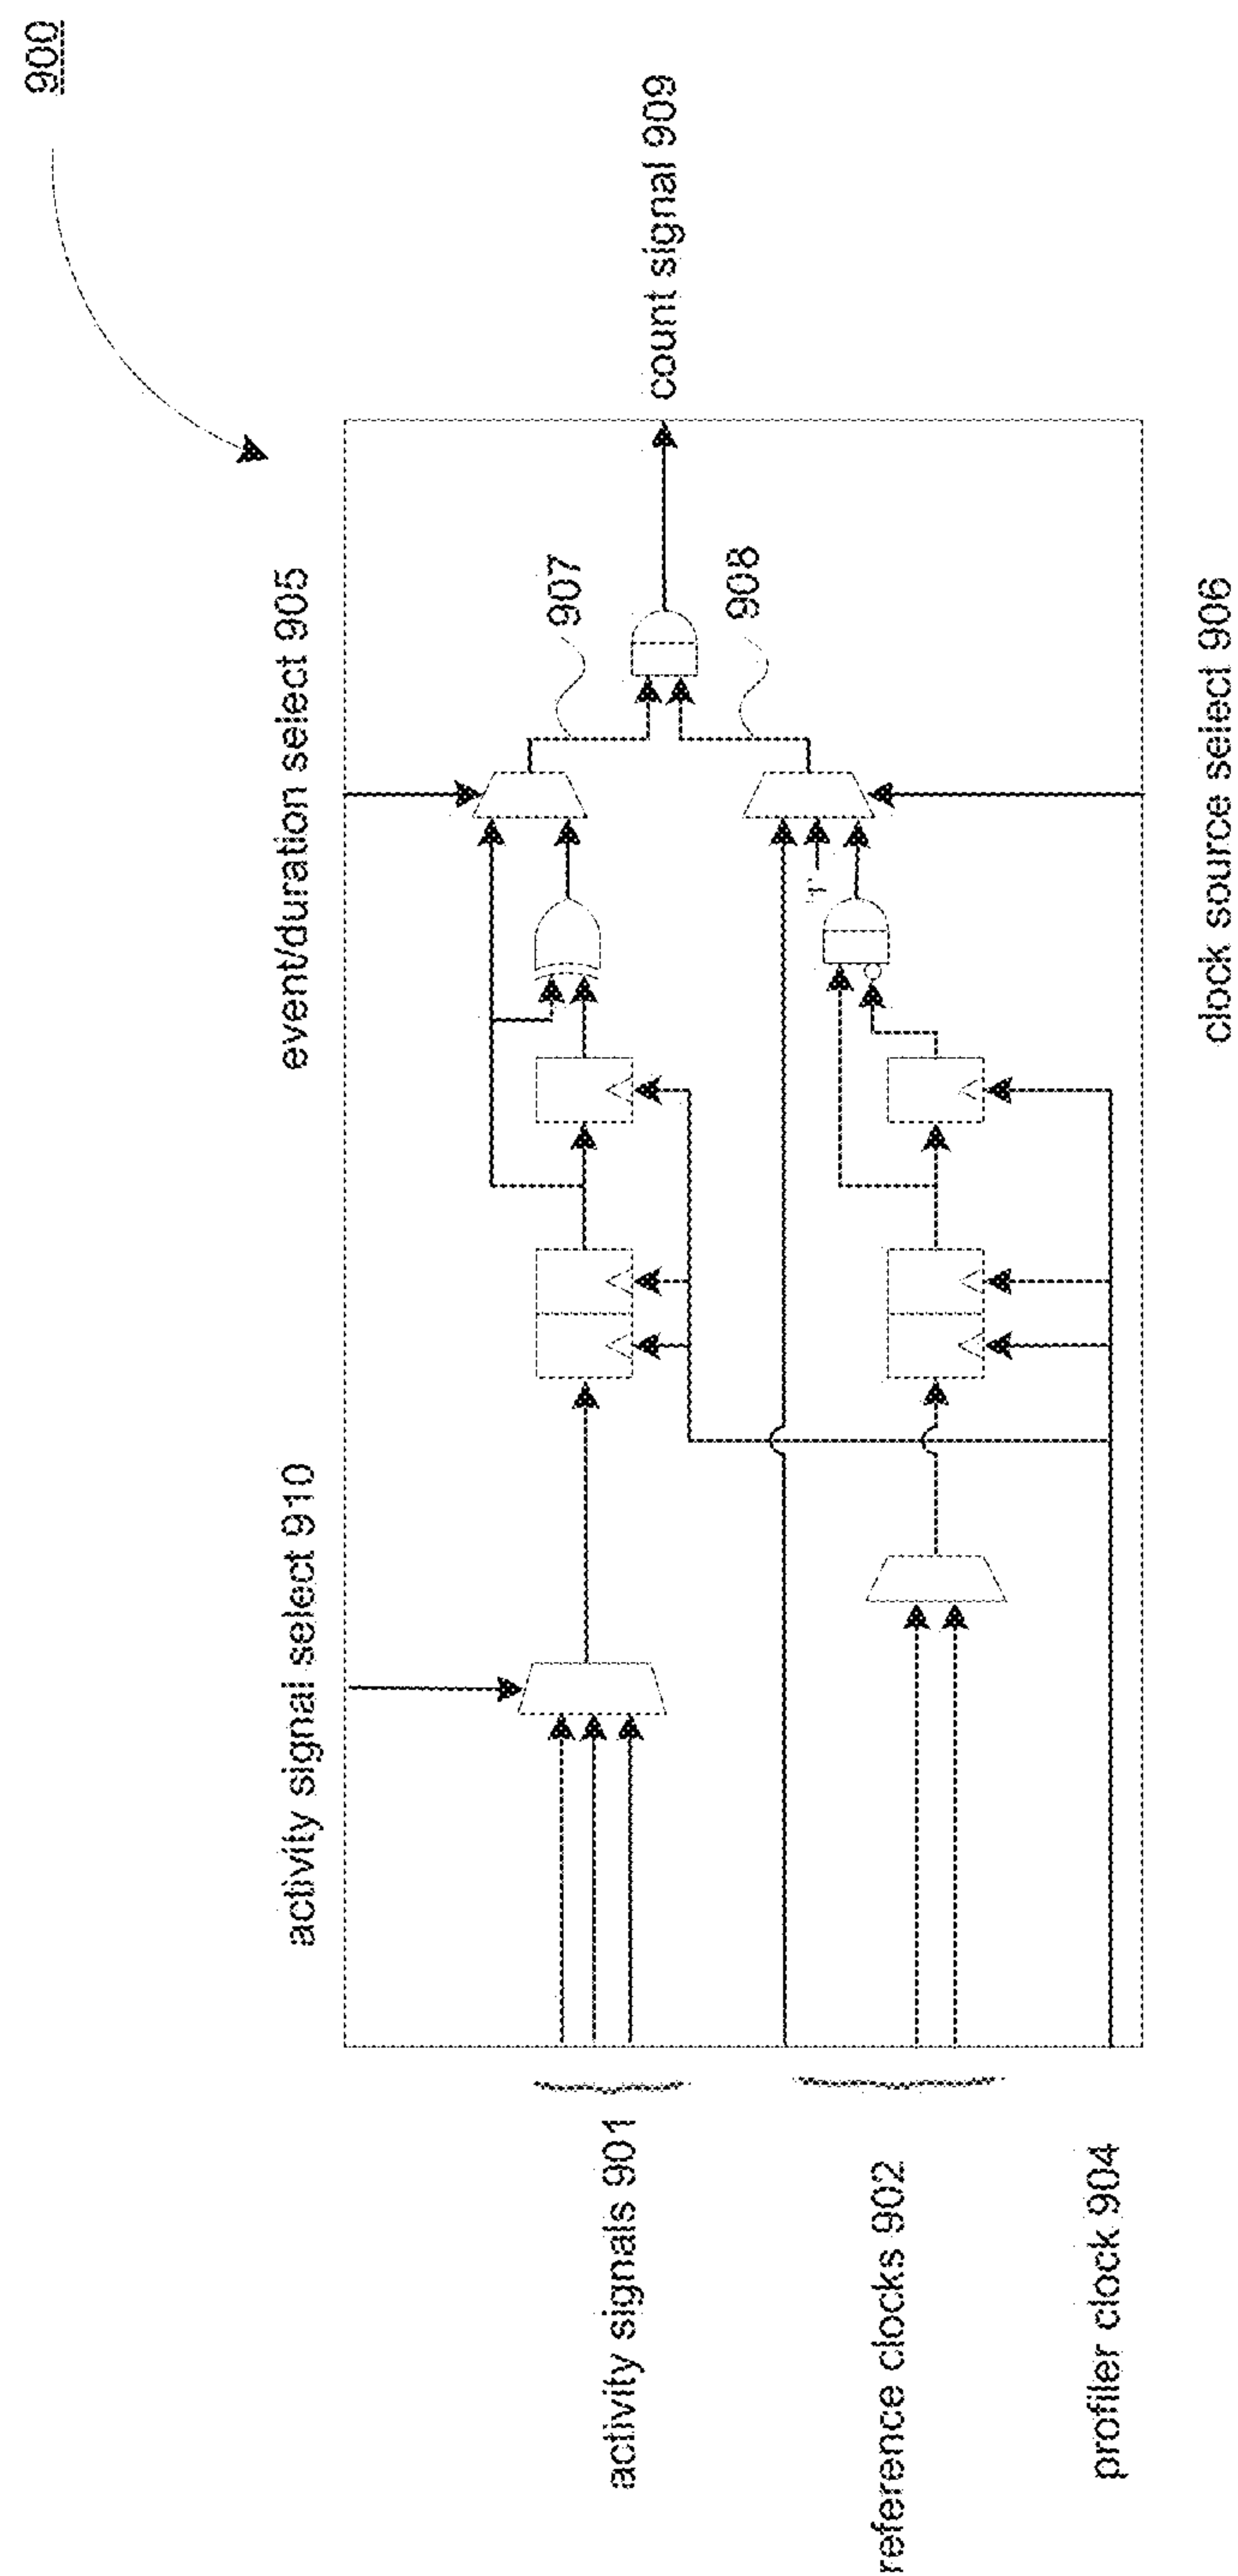 900
activity signal select 910
event/duration select 905
activity signals 901
907
count signal 909
908
reference clocks 902
profiler clock 904
clock source select 906